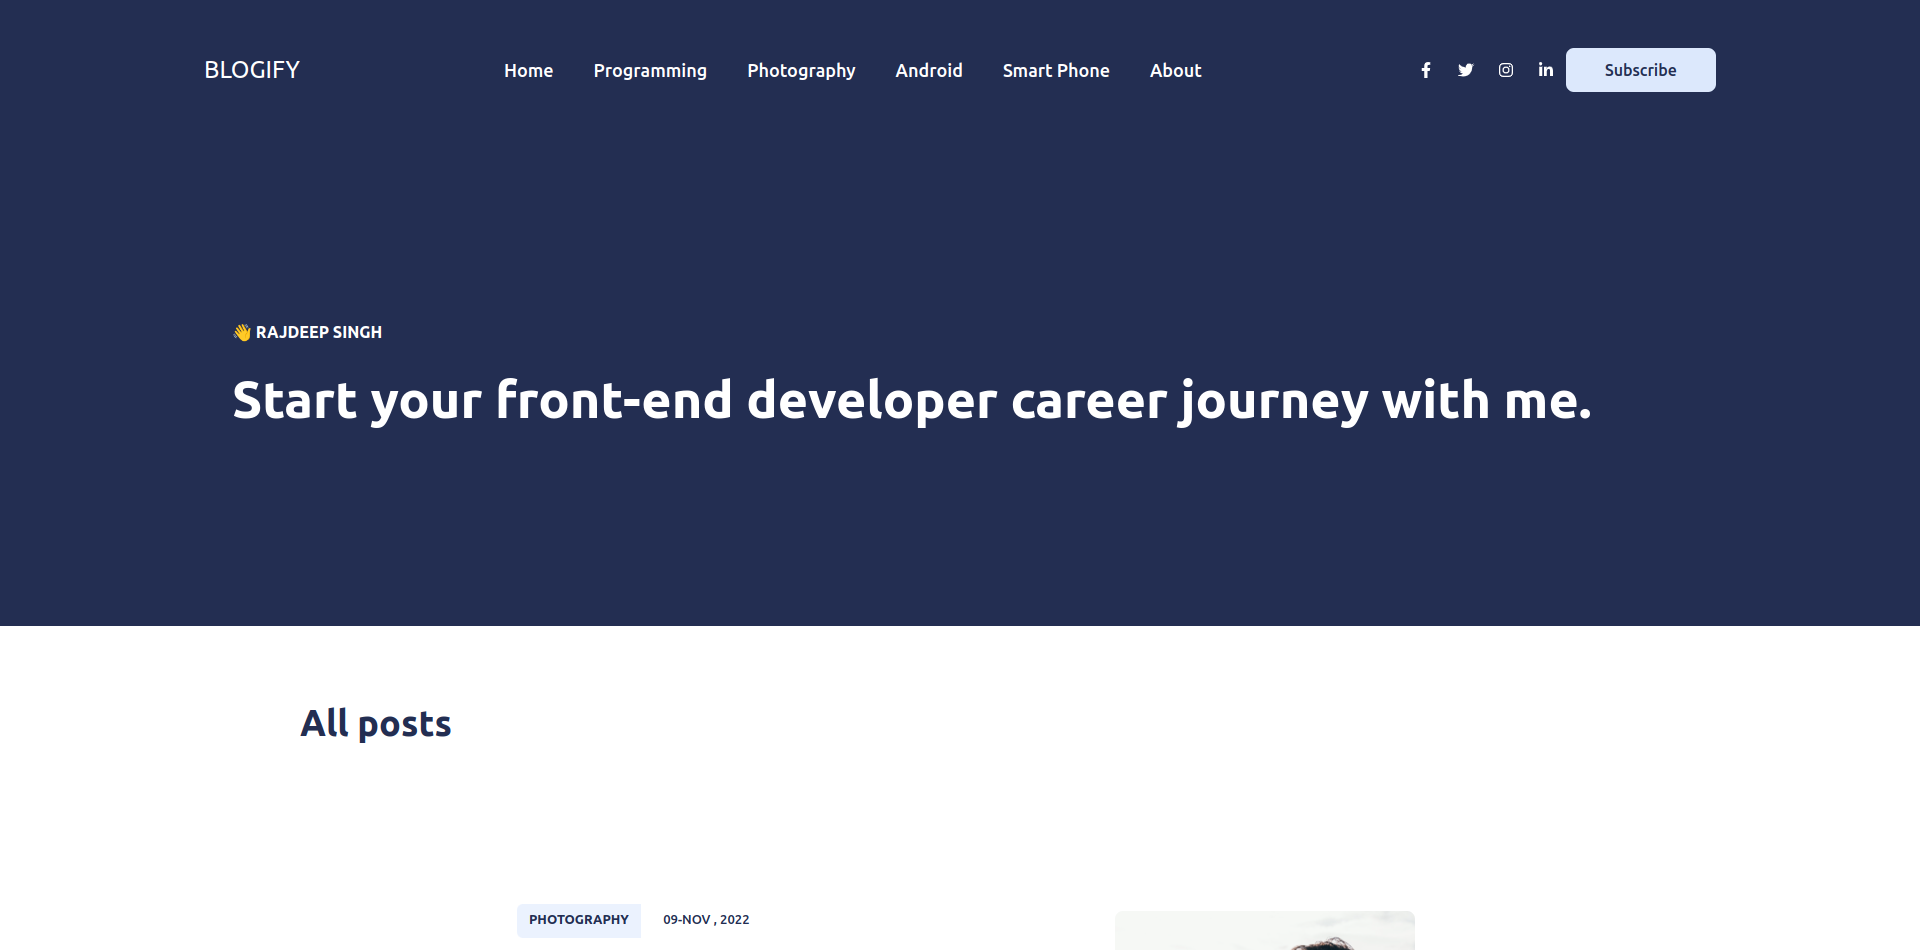 BLOGIFY Home Programming Photography Android Smart Phone About Subscribe
👋 RAJDEEP SINGH
Start your front-end developer career journey with me.
All posts
PHOTOGRAPHY 09-NOV , 2022